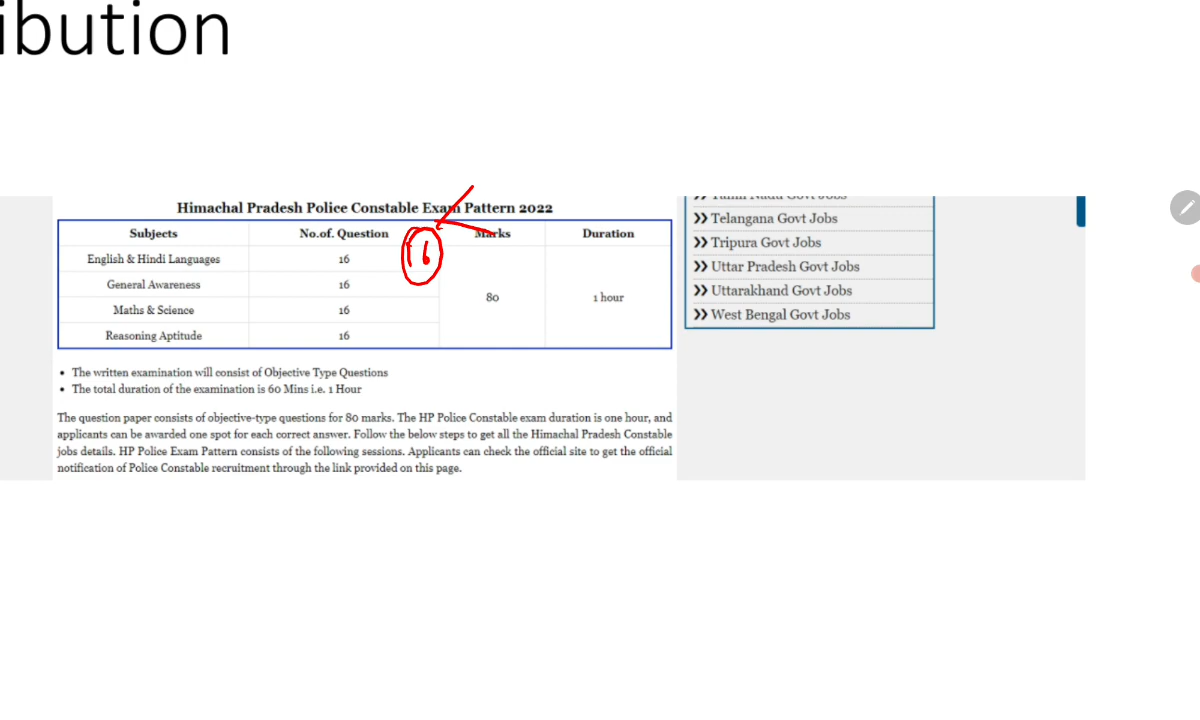 ibution
Himachal Pradesh Police Constable Exam Pattern 2022
Subjects No.of. Question Marks Duration
16
English & Hindi Languages 16
General Awareness 16
80 1 hour
Maths & Science 16
Reasoning Aptitude 16
• The written examination will consist of Objective Type Questions
• The total duration of the examination is 60 Mins i.e. 1 Hour
The question paper consists of objective-type questions for 80 marks. The HP Police Constable exam duration is one hour, and
applicants can be awarded one spot for each correct answer. Follow the below steps to get all the Himachal Pradesh Constable
jobs details. HP Police Exam Pattern consists of the following sessions. Applicants can check the official site to get the official
notification of Police Constable recruitment through the link provided on this page.
» Telangana Govt Jobs
» Tripura Govt Jobs
» Uttar Pradesh Govt Jobs
» Uttarakhand Govt Jobs
» West Bengal Govt Jobs